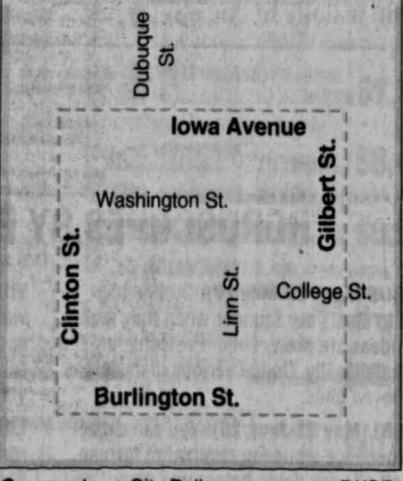 Dubuque
St.
Iowa Avenue
Gilbert St.
Washington St.
Clinton St.
Linn St.
College St.
Burlington St.